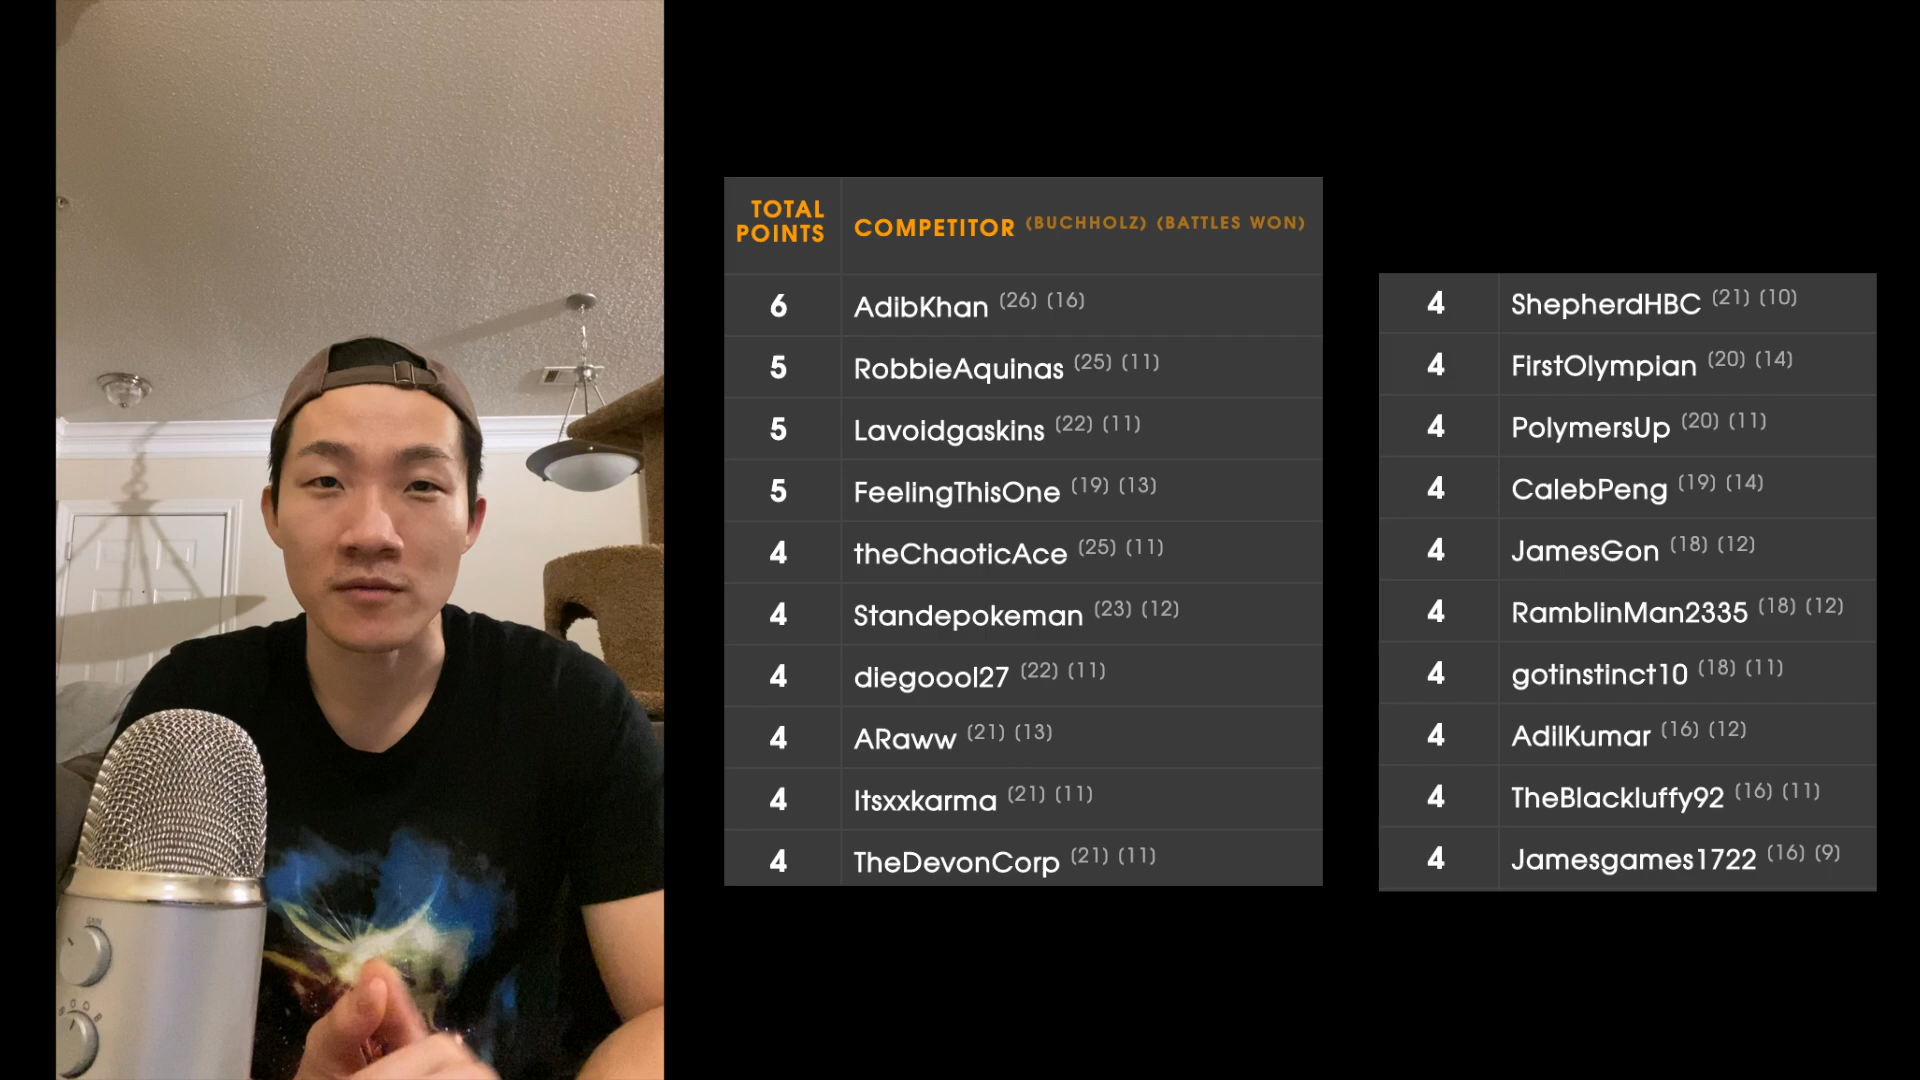 TOTAL
POINTS
COMPETITOR (BUCHHOLZ) (BATTLES WON)
6 AdibKhan (26) (16)
5 RobbieAquinas (25) (11)
5 Lavoidgaskins (22) (11)
5 FeelingThisOne (19) (13)
4 theChaoticAce (25) (11)
4 Standepokeman (23) (12)
4 diegoool27 (22) (11)
4 ARaww (21) (13)
4 Itsxxkarma (21) (11)
4 TheDevonCorp (21) (11)
4 ShepherdHBC (21) (10)
4 FirstOlympian (20) (14)
4 PolymersUp (20) (11)
4 CalebPeng (19) (14)
4 JamesGon (18) (12)
4 RamblinMan2335 (18) (12)
4 gotinstinct10 (18) (11)
4 AdilKumar (16) (12)
4 TheBlackluffy92 (16) (11)
4 Jamesgames1722 (16) (9)
GAIN